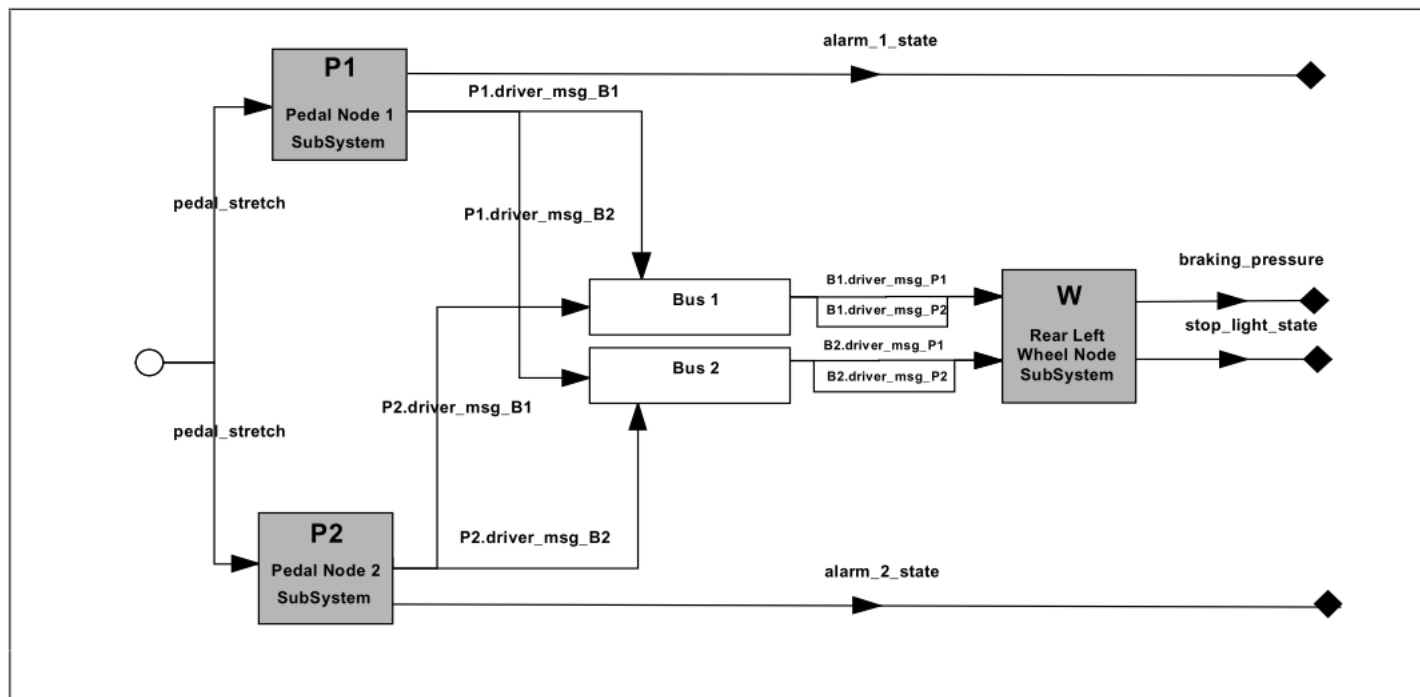 alarm_1_state
P1
Pedal Node 1
SubSystem
P1.driver_msg_B1
pedal_stretch
P1.driver_msg_B2
Bus 1
B1.driver_msg_P1
B1.driver_msg_P2
W
Rear Left
Wheel Node
SubSystem
braking_pressure
stop_light_state
Bus 2
B2.driver_msg_P1
B2.driver_msg_P2
P2.driver_msg_B1
pedal_stretch
P2
Pedal Node 2
SubSystem
P2.driver_msg_B2
alarm_2_state